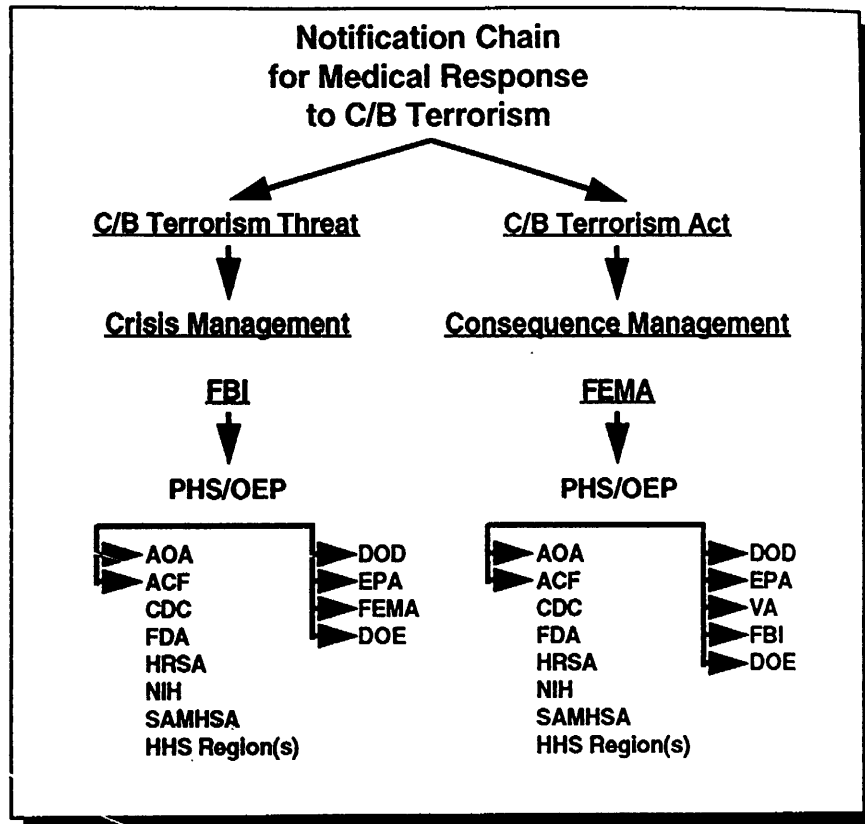 Notification Chain
for Medical Response
to C/B Terrorism
C/B Terrorism Threat
C/B Terrorism Act
Crisis Management
Consequence Management
FBI
FEMA
PHS/OEP
PHS/OEP
AOA
ACF
CDC
FDA
HRSA
NIH
SAMHSA
HHS Region(s)
DOD
EPA
FEMA
DOE
AOA
ACF
CDC
FDA
HRSA
NIH
SAMHSA
HHS Region(s)
DOD
EPA
VA
FBI
DOE